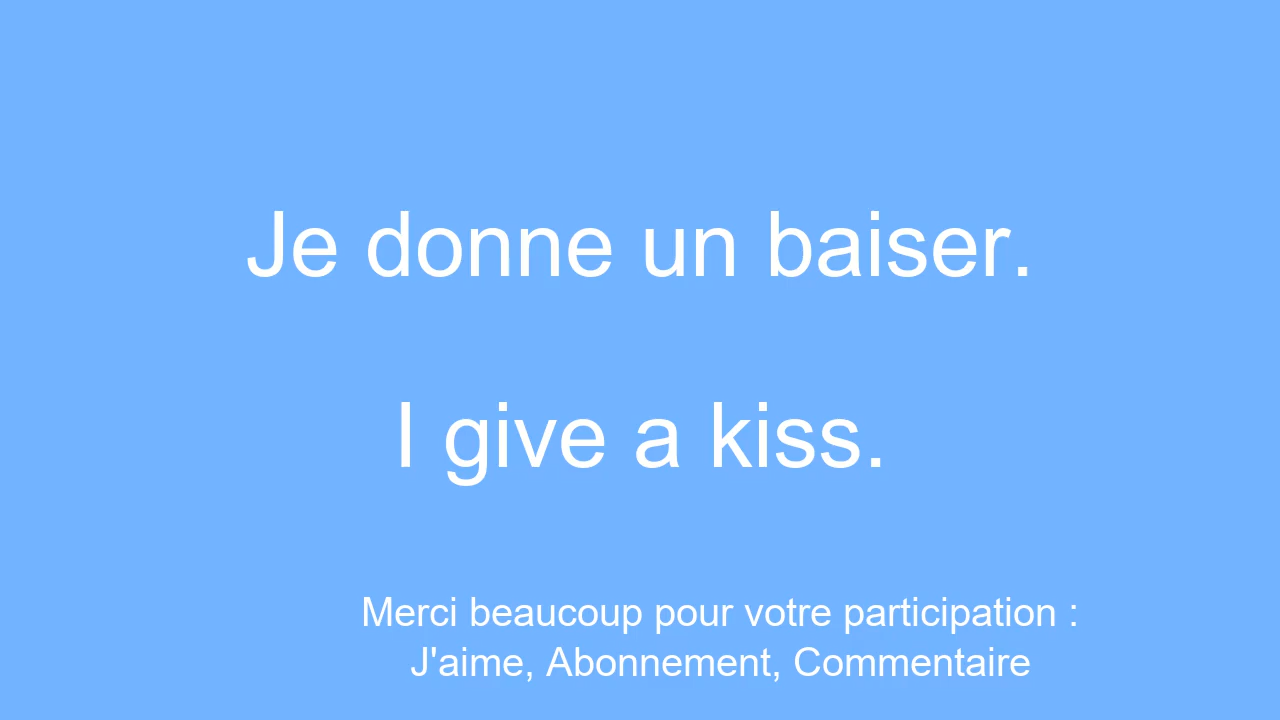 Je donne un baiser.
I give a kiss.
Merci beaucoup pour votre participation :
J'aime, Abonnement, Commentaire